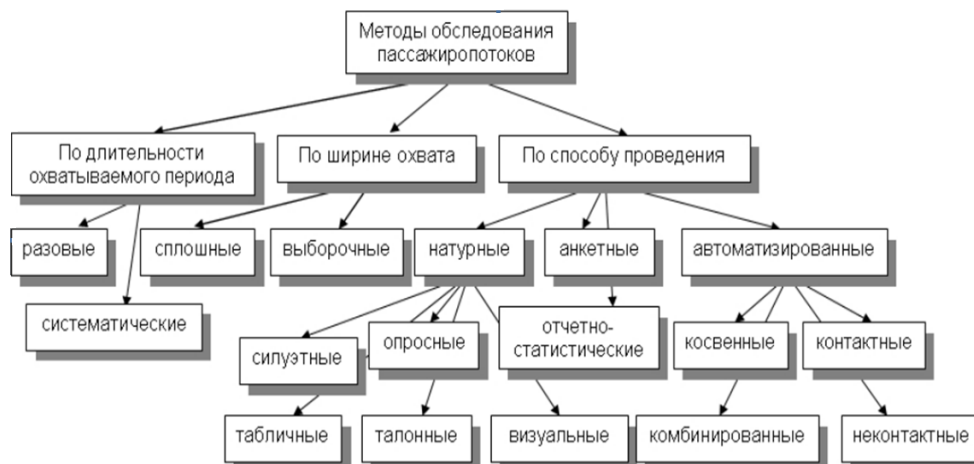 Методы обследования
пассажиропотоков
По длительности
охватываемого периода
По ширине охвата
По способу проведения
разовые
сплошные
выборочные
натурные
анкетные
автоматизированные
систематические
силуэтные
опросные
отчетно-
статистические
косвенные
контактные
табличные
талонные
визуальные
комбинированные
неконтактные